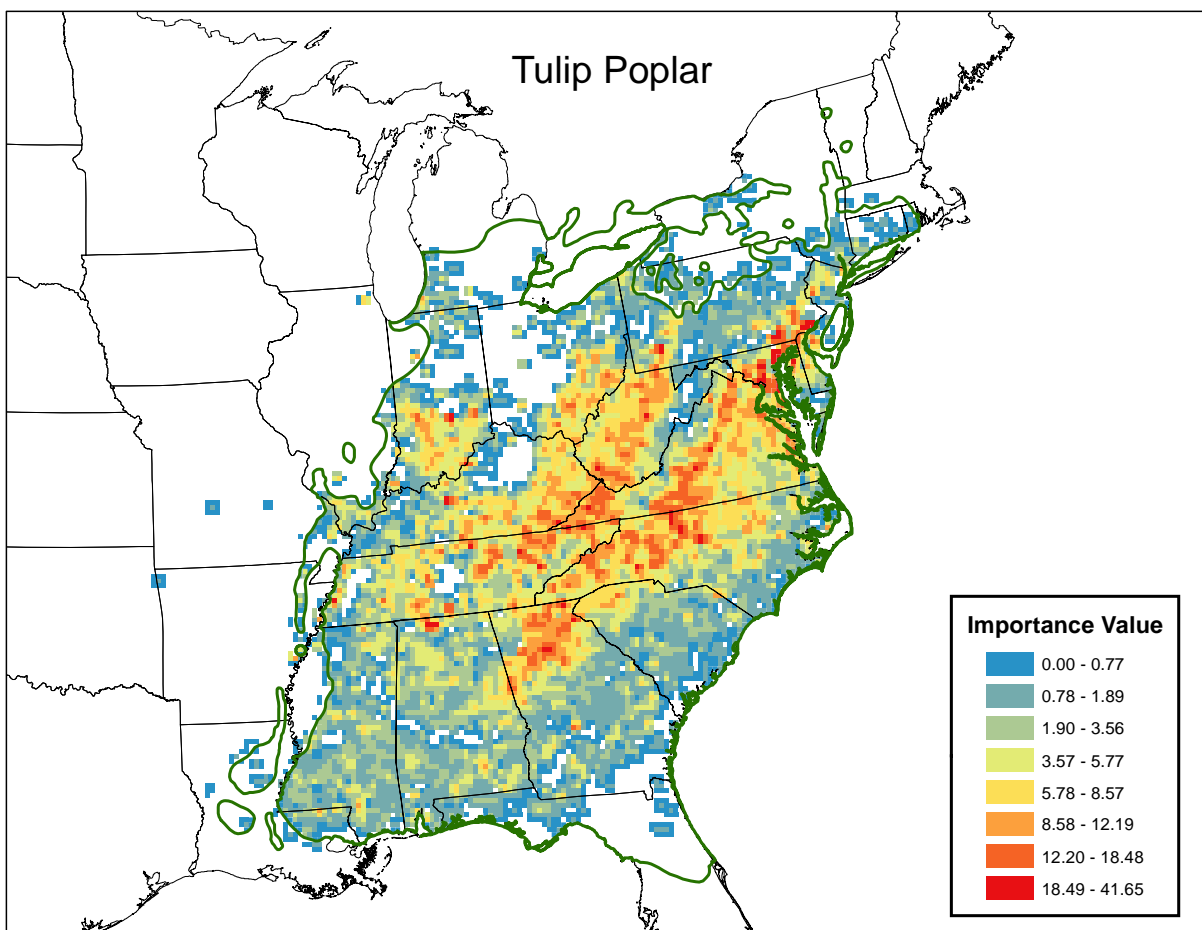 Tulip Poplar
Importance Value
0.00 - 0.77
0.78 - 1.89
1.90 - 3.56
3.57 - 5.77
5.78 - 8.57
8.58 - 12.19
12.20 - 18.48
18.49 - 41.65